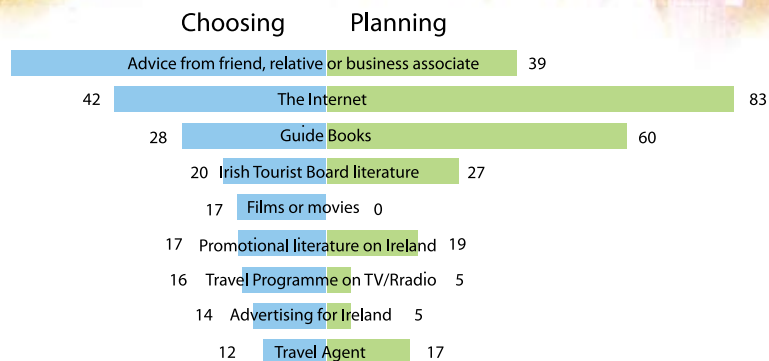 Choosing Planning
Advice from friend, relative or business associate 39
42 The Internet 83
28 Guide Books 60
20 Irish Tourist Board literature 27
17 Films or movies 0
17 Promotional literature on Ireland 19
16 Travel Programme on TV/Rradio 5
14 Advertising for Ireland 5
12 Travel Agent 17